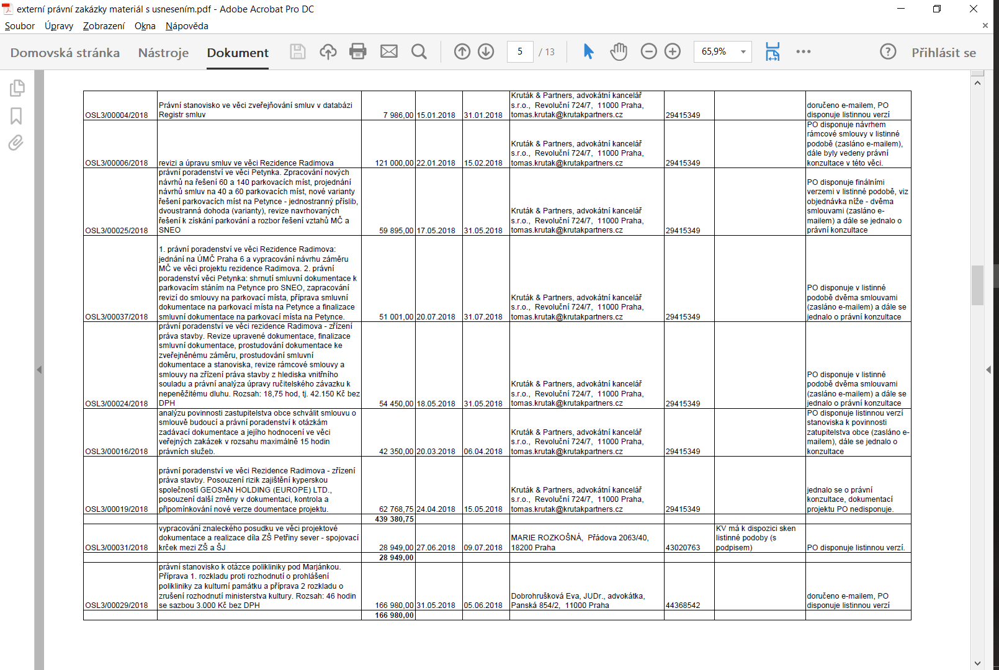 externí právní zakázky materiál s usnesením.pdf - Adobe Acrobat Pro DC
Soubor Úpravy Zobrazení Okna Nápověda
Domovská stránka Nástroje Dokument 5 / 13 65,9% Přihlásit se
OSL3/00004/2018
Právní stanovisko ve věci zveřejňování smluv v databázi
Registr smluv
7 986,00
15.01.2018
31.01.2018
Kruták & Partners, advokátní kancelář
s.r.o., Revoluční 724/7, 11000 Praha,
tomas.krutak@krutakpartners.cz
29415349
doručeno e-mailem, PO
disponuje listinnou verzí
OSL3/00006/2018
revizi a úpravu smluv ve věci Rezidence Radimova
121 000,00
22.01.2018
15.02.2018
Kruták & Partners, advokátní kancelář
s.r.o., Revoluční 724/7, 11000 Praha,
tomas.krutak@krutakpartners.cz
29415349
PO disponuje návrhem
rámcové smlouvy v listinné
podobě (zasláno e-mailem),
dále byly vedeny právní
konzultace v této věci.
OSL3/00025/2018
právní poradenství ve věci Petynka. Zpracování nových
návrhů na řešení 60 a 140 parkovacích míst, projednání
návrhů smluv na 40 a 60 parkovacích míst, nové varianty
řešení parkovacích míst na Petynce - jednostranný příslib,
dvoustranná dohoda (varianty), revize navrhovaných
řešení k získání parkování a rozbor řešení vztahů MČ a
SNEO
59 895,00
17.05.2018
31.05.2018
Kruták & Partners, advokátní kancelář
s.r.o., Revoluční 724/7, 11000 Praha,
tomas.krutak@krutakpartners.cz
29415349
PO disponuje finálními
verzemi v listinné podobě, viz
objednávka níže - dvěma
smlouvami (zasláno e-
mailem) a dále se jednalo o
právní konzultace
OSL3/00037/2018
1. právní poradenství ve věci Rezidence Radimova:
jednání na ÚMČ Praha 6 a vypracování návrhu záměru
MČ ve věci projektu rezidence Radimova. 2. právní
poradenství věci Petynka: shrnutí smluvní dokumentace k
parkovacím stáním na Petynce pro SNEO, zapracování
revizí do smlouvy na parkovací místa, příprava smluvní
dokumentace na parkovací místa na Petynce a finalizace
smluvní dokumentace na parkovací místa na Petynce.
51 001,00
20.07.2018
31.07.2018
Kruták & Partners, advokátní kancelář
s.r.o., Revoluční 724/7, 11000 Praha,
tomas.krutak@krutakpartners.cz
29415349
PO disponuje v listinné
podobě dvěma smlouvami
(zasláno e-mailem) a dále se
jednalo o právní konzultace
OSL3/00024/2018
právní poradenství ve věci rezidence Radimova - zřízení
práva stavby. Revize upravené dokumentace, finalizace
smluvní dokumentace, prostudování dokumentace ke
zveřejněnému záměru, prostudování smluvní
dokumentace a stanoviska, revize rámcové smlouvy a
smlouvy na zřízení práva stavby z hlediska vnitřního
souladu a právní analýza úpravy ručitelského závazku k
nepeněžitému dluhu. Rozsah: 18,75 hod, tj. 42.150 Kč bez
DPH
54 450,00
18.05.2018
31.05.2018
Kruták & Partners, advokátní kancelář
s.r.o., Revoluční 724/7, 11000 Praha,
tomas.krutak@krutakpartners.cz
29415349
PO disponuje v listinné
podobě dvěma smlouvami
(zasláno e-mailem) a dále se
jednalo o právní konzultace
OSL3/00016/2018
analýzu povinnosti zastupitelstva obce schválit smlouvu o
smlouvě budoucí a právní poradenství k otázkám
zadávací dokumentace a jejího hodnocení ve věci
veřejných zakázek v rozsahu maximálně 15 hodin
právních služeb.
42 350,00
20.03.2018
06.04.2018
Kruták & Partners, advokátní kancelář
s.r.o., Revoluční 724/7, 11000 Praha,
tomas.krutak@krutakpartners.cz
29415349
PO disponuje listinnou verzí
stanoviska k povinnosti
zatupitelstva obce (zasláno e-
mailem), dále se jednalo o
konzultace
OSL3/00019/2018
právní poradenství ve věci Rezidence Radimova - zřízení
práva stavby. Posouzení rizik zajištění kyperskou
společností GEOSAN HOLDING (EUROPE) LTD.,
posouzení další změny v dokumentaci, kontrola a
připomínkování nové verze doumentace projektu.
62 768,75
24.04.2018
15.05.2018
Kruták & Partners, advokátní kancelář
s.r.o., Revoluční 724/7, 11000 Praha,
tomas.krutak@krutakpartners.cz
29415349
jednalo se o právní
konzultace, dokumentací
projektu PO nedisponuje.
439 380,75
OSL3/00031/2018
vypracování znaleckého posudku ve věci projektové
dokumentace a realizace díla ZŠ Petřiny sever - spojovací
krček mezi ZŠ a ŠJ
28 949,00
27.06.2018
09.07.2018
MARIE ROZKOŠNÁ, Přádova 2063/40,
18200 Praha
43020763
KV má k dispozici sken
listinné podoby (s
podpisem)
PO disponuje listinnou verzí.
28 949,00
OSL3/00029/2018
právní stanovisko k otázce polikliniky pod Marjánkou.
Příprava 1. rozkladu proti rozhodnutí o prohlášení
polikliniky za kulturní památku a příprava 2 rozkladu o
zrušení rozhodnutí ministerstva kultury. Rozsah: 46 hodin
se sazbou 3.000 Kč bez DPH
166 980,00
31.05.2018
05.06.2018
Dobrohrušková Eva, JUDr., advokátka,
Panská 854/2, 11000 Praha
44368542
doručeno e-mailem, PO
disponuje listinnou verzí
166 980,00